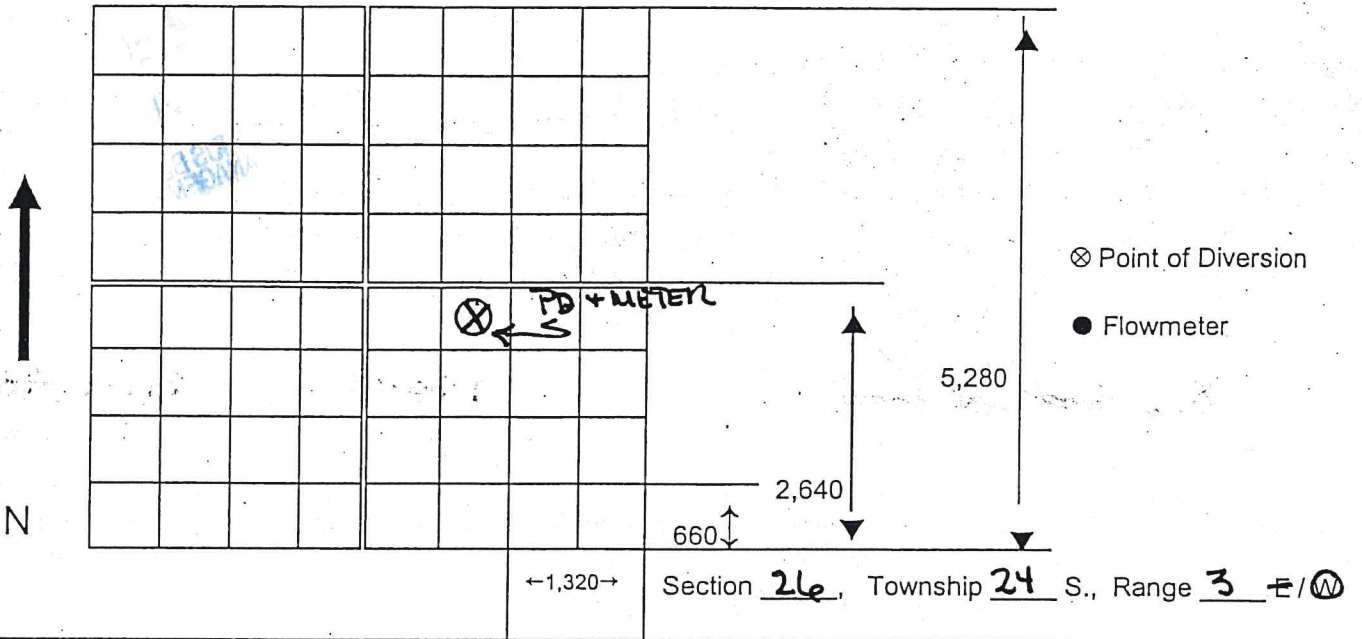 PD + METER
⊗ Point of Diversion
● Flowmeter
5,280
2,640
N
660
←1,320→
Section 26, Township 24 S., Range 3 E/W